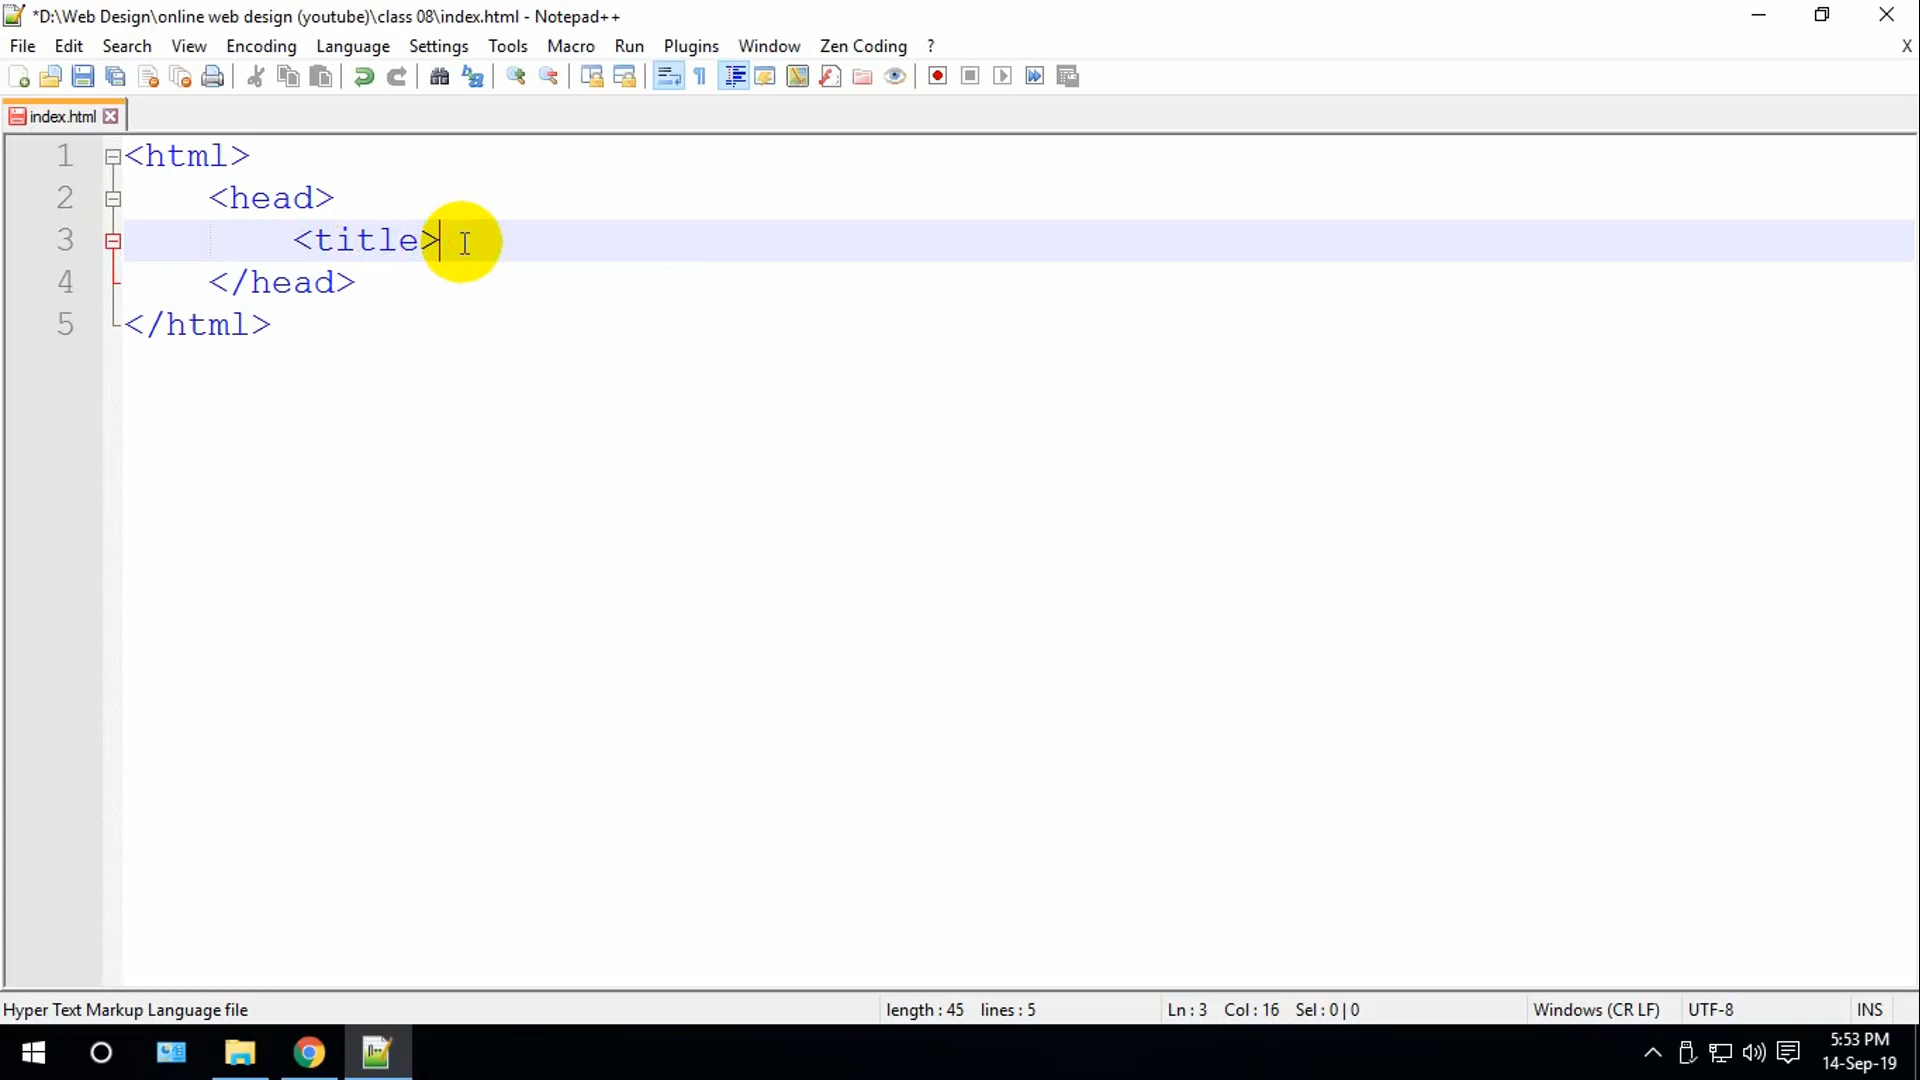 *D:\Web Design\online web design (youtube)\class 08\index.html - Notepad++
File Edit Search View Encoding Language Settings Tools Macro Run Plugins Window Zen Coding ? X
index.html
1 <html>
2 <head>
3 <title>
4 </head>
5 </html>
Hyper Text Markup Language file length : 45 lines : 5 Ln : 3 Col : 16 Sel : 0 | 0 Windows (CR LF) UTF-8 INS
5:53 PM
14-Sep-19